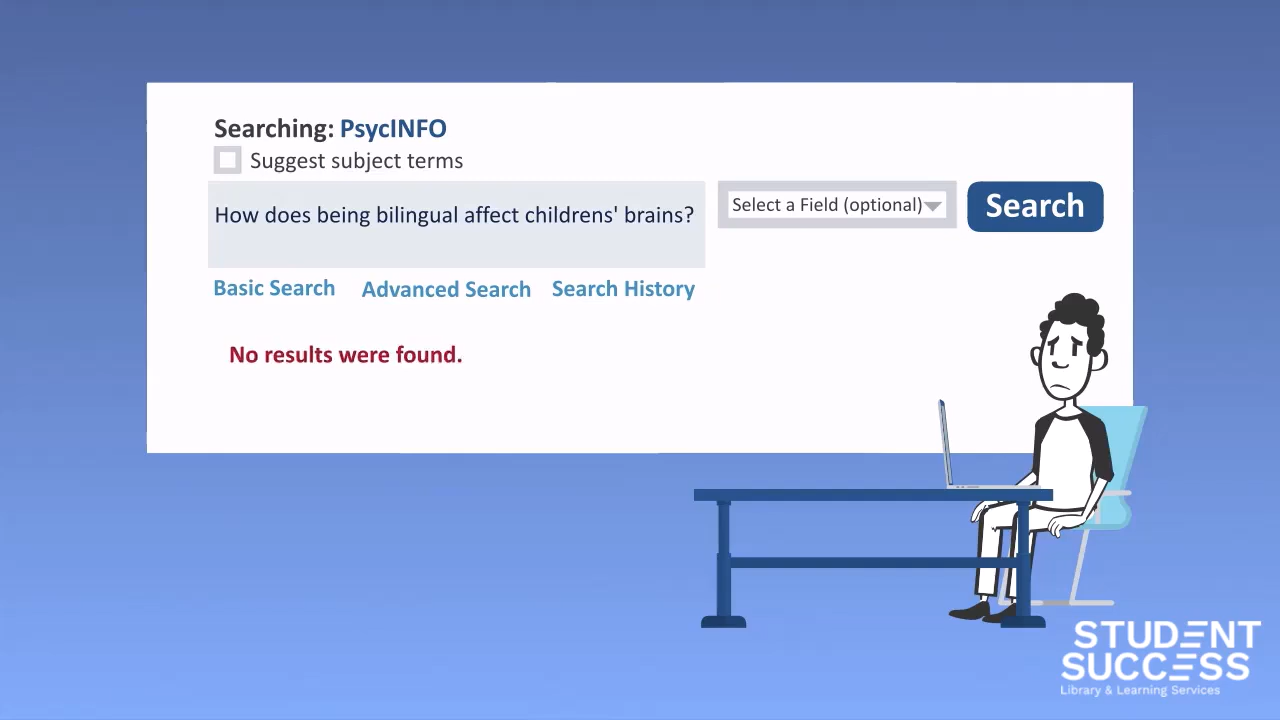 Searching: PsycINFO
Suggest subject terms
How does being bilingual affect childrens' brains?
Select a Field (optional)
Search
Basic Search
Advanced Search
Search History
No results were found.
STUDENT
SUCCESS
Library & Learning Services